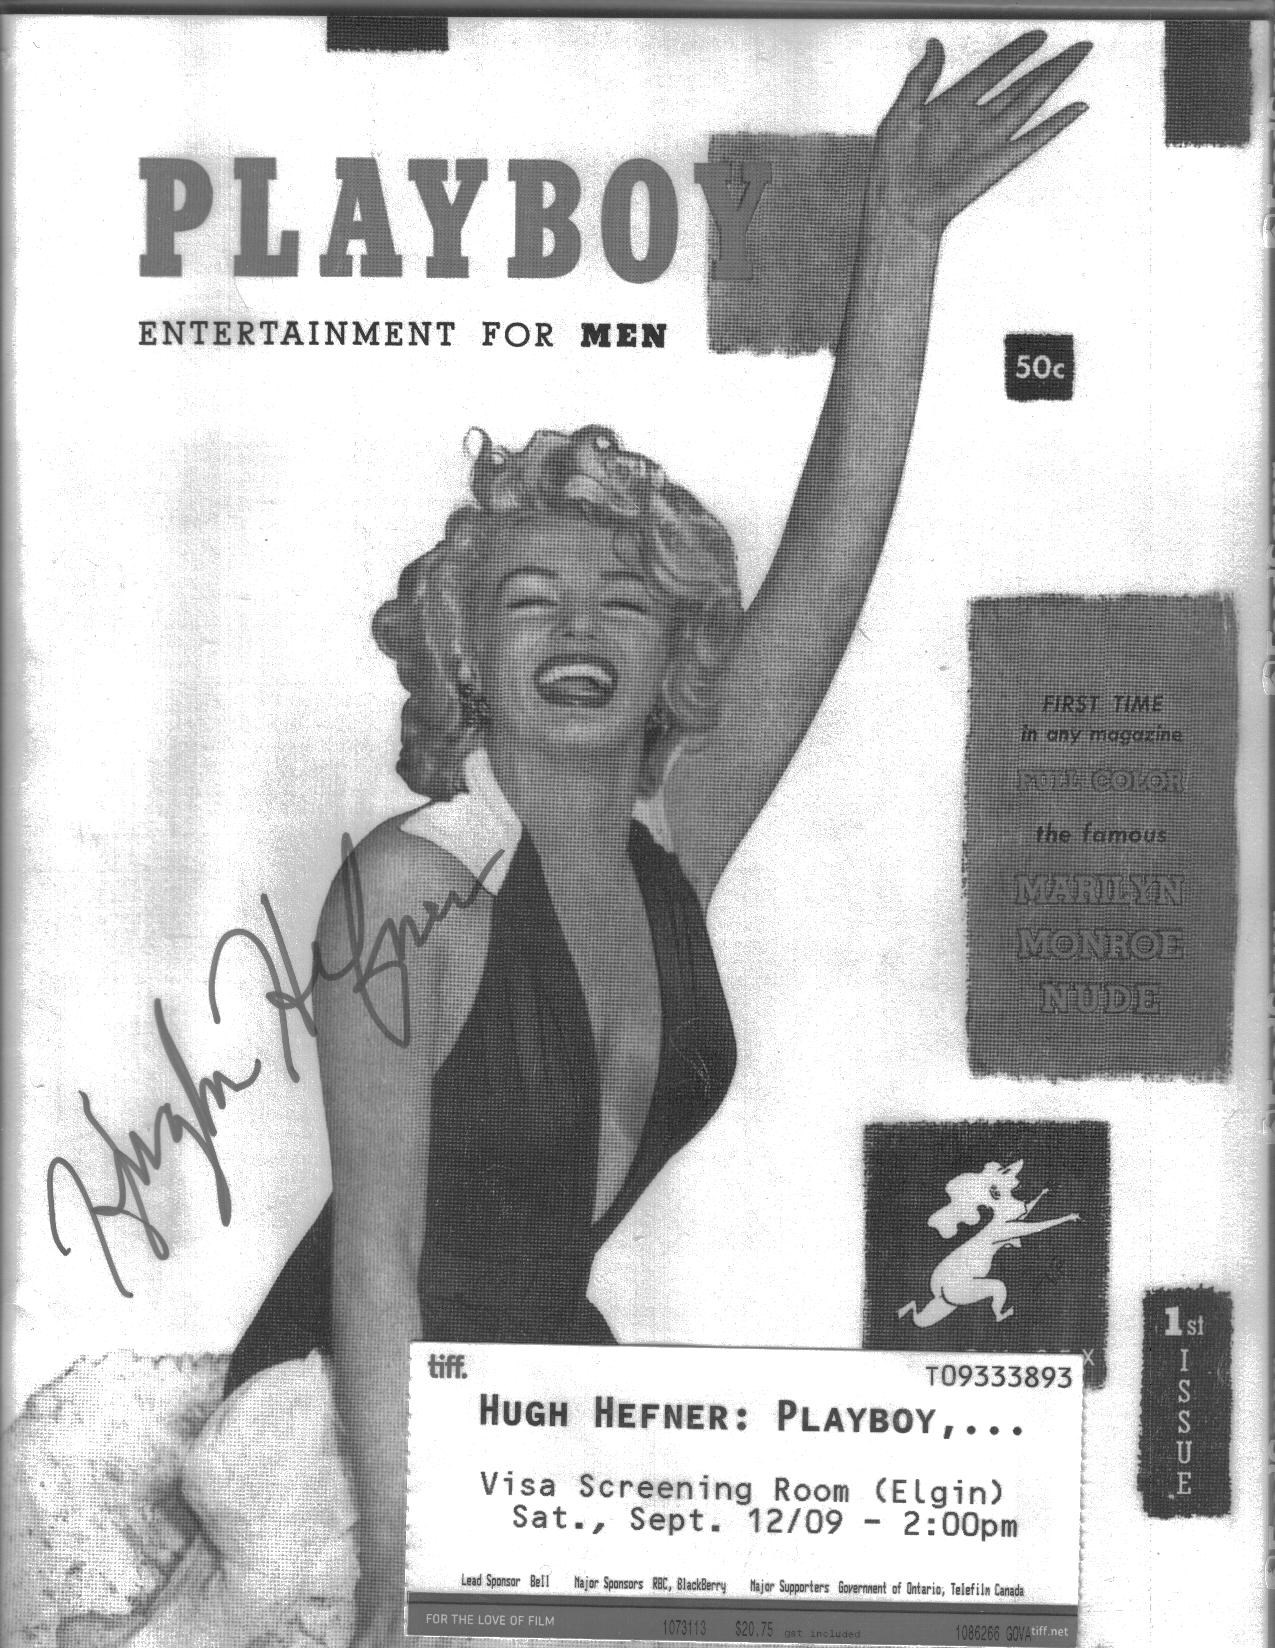 PLAYBOY
ENTERTAINMENT FOR MEN
50c
FIRST TIME
in any magazine
FULL COLOR
the famous
MARILYN
MONROE
NUDE
Hugh Hefner
1st
ISSUE
tiff.
T09333893
HUGH HEFNER: PLAYBOY,...
Visa Screening Room (Elgin)
Sat., Sept. 12/09 - 2:00pm
Lead Sponsor Bell Major Sponsors RBC, BlackBerry Major Supporters Government of Ontario, Telefilm Canada
FOR THE LOVE OF FILM 1073113 $20.75 gst included 1086266 GOVA tiff.net